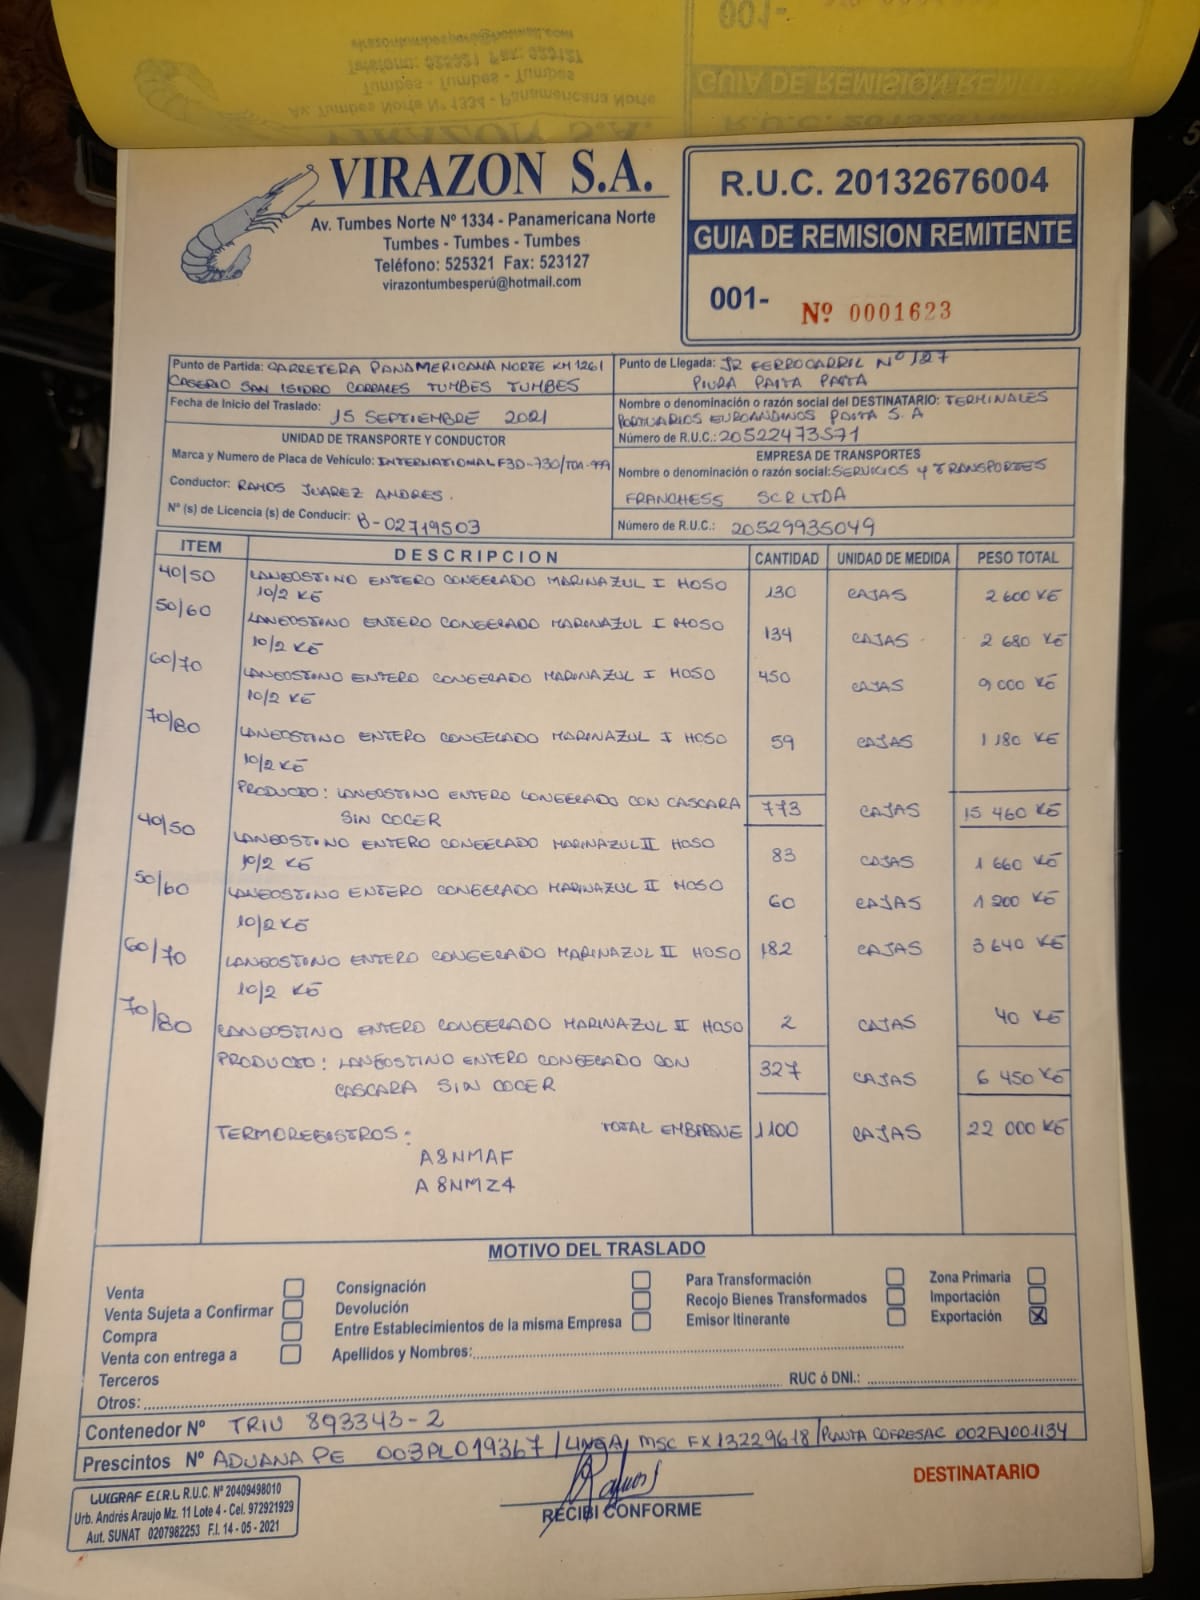 VIRAZON S.A.
Av. Tumbes Norte Nº 1334 - Panamericana Norte
Tumbes - Tumbes - Tumbes
Teléfono: 525321 Fax: 523127
virazontumbesperú@hotmail.com
R.U.C. 20132676004
GUIA DE REMISION REMITENTE
001- Nº 0001623
Punto de Partida: CARRETERA PANAMERICANA NORTE KM 1261
CASERIO SAN ISIDRO CORRALES TUMBES TUMBES
Fecha de Inicio del Traslado:
15 SEPTIEMBRE 2021
UNIDAD DE TRANSPORTE Y CONDUCTOR
Marca y Numero de Placa de Vehículo: INTERNATIONAL F3D-730/TDA-999
Conductor: RAMOS JUAREZ ANDRES.
Nº (s) de Licencia (s) de Conducir: B-02719503
Punto de Llegada: JR FERROCARRIL Nº 127
PIURA PAITA PAITA
Nombre o denominación o razón social del DESTINATARIO: TERMINALES
PORTUARIOS EUROANDINOS PAITA S.A
Número de R.U.C.: 20522473571
EMPRESA DE TRANSPORTES
Nombre o denominación o razón social: SERVICIOS Y TRANSPORTES
FRANCHESS SCR LTDA
Número de R.U.C.: 20529935049
ITEM DESCRIPCION CANTIDAD UNIDAD DE MEDIDA PESO TOTAL
40/50 LANGOSTINO ENTERO CONGELADO MARINAZUL I HOSO 130 CAJAS 2 600 KG
10/2 KG
50/60 LANGOSTINO ENTERO CONGELADO MARINAZUL I HOSO 134 CAJAS 2 680 KG
10/2 KG
60/70 LANGOSTINO ENTERO CONGELADO MARINAZUL I HOSO 450 CAJAS 9 000 KG
10/2 KG
70/80 LANGOSTINO ENTERO CONGELADO MARINAZUL I HOSO 59 CAJAS 1 180 KG
10/2 KG
PRODUCTO: LANGOSTINO ENTERO CONGELADO CON CASCARA 773 CAJAS 15 460 KG
SIN COCER
40/50 LANGOSTINO ENTERO CONGELADO MARINAZUL II HOSO 83 CAJAS 1 660 KG
10/2 KG
50/60 LANGOSTINO ENTERO CONGELADO MARINAZUL II HOSO 60 CAJAS 1 200 KG
10/2 KG
60/70 LANGOSTINO ENTERO CONGELADO MARINAZUL II HOSO 182 CAJAS 3 640 KG
10/2 KG
70/80 LANGOSTINO ENTERO CONGELADO MARINAZUL II HOSO 2 CAJAS 40 KG
PRODUCTO: LANGOSTINO ENTERO CONGELADO CON 327 CAJAS 6 450 KG
CASCARA SIN COCER
TERMOREGISTROS: TOTAL EMBARQUE 1100 CAJAS 22 000 KG
A8NMAF
A8NMZ4
MOTIVO DEL TRASLADO
Venta
Venta Sujeta a Confirmar
Compra
Venta con entrega a
Terceros
Consignación
Devolución
Entre Establecimientos de la misma Empresa
Apellidos y Nombres:
Para Transformación
Recojo Bienes Transformados
Emisor Itinerante
Zona Primaria
Importación
Exportación X
RUC ó DNI.:
Otros:
Contenedor Nº TRIU 893343-2
Prescintos Nº ADUANA PE 003PL019367 / LINEA MSC FX13229618 / PLANTA COFRESAC 002FJ001134
RECIBI CONFORME
DESTINATARIO
LUIGRAF E.I.R.L R.U.C. Nº 20409498010
Urb. Andrés Araujo Mz. 11 Lote 4 - Cel. 972921929
Aut. SUNAT 0207982253 F.I. 14 - 05 - 2021